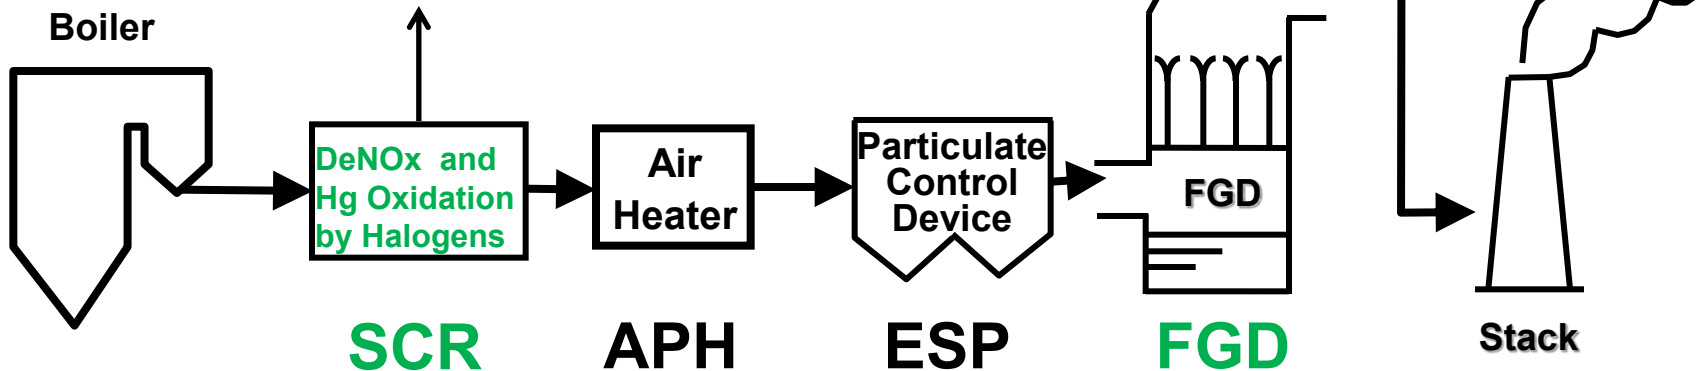 Boiler
DeNOx and
Hg Oxidation
by Halogens
Air
Heater
Particulate
Control
Device
FGD
SCR
APH
ESP
FGD
Stack